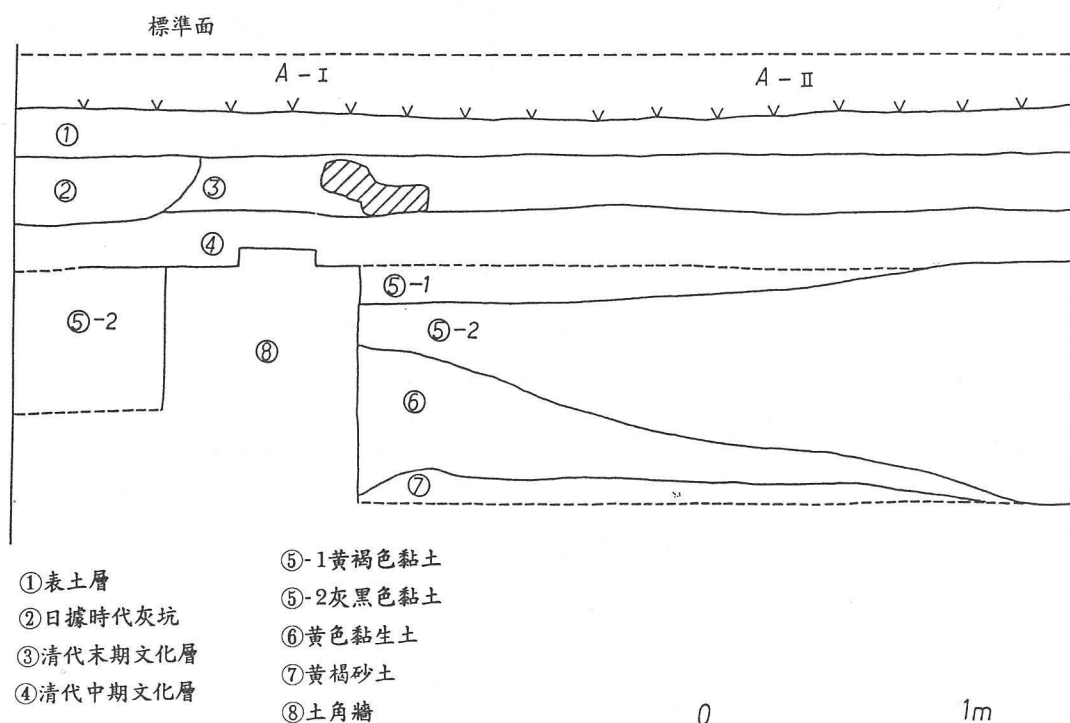 標準面
A-I
A-II
①
②
③
④
⑤-1
⑤-2
⑤-2
⑧
⑥
⑦
①表土層
②日據時代灰坑
③清代末期文化層
④清代中期文化層
⑤-1黃褐色黏土
⑤-2灰黑色黏土
⑥黃色黏生土
⑦黃褐砂土
⑧土角牆
0
1m